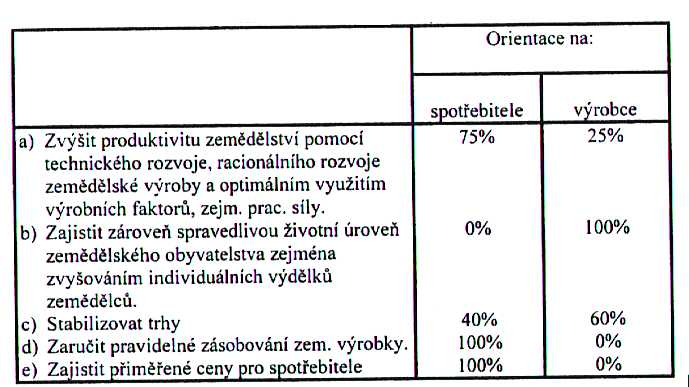 Orientace na:
spotřebitele výrobce
a) Zvýšit produktivitu zemědělství pomocí 75% 25%
technického rozvoje, racionálního rozvoje
zemědělské výroby a optimálním využitím
výrobních faktorů, zejm. prac. síly.
b) Zajistit zároveň spravedlivou životní úroveň 0% 100%
zemědělského obyvatelstva zejména
zvyšováním individuálních výdělků
zemědělců.
c) Stabilizovat trhy 40% 60%
d) Zaručit pravidelné zásobování zem. výrobky. 100% 0%
e) Zajistit přiměřené ceny pro spotřebitele 100% 0%